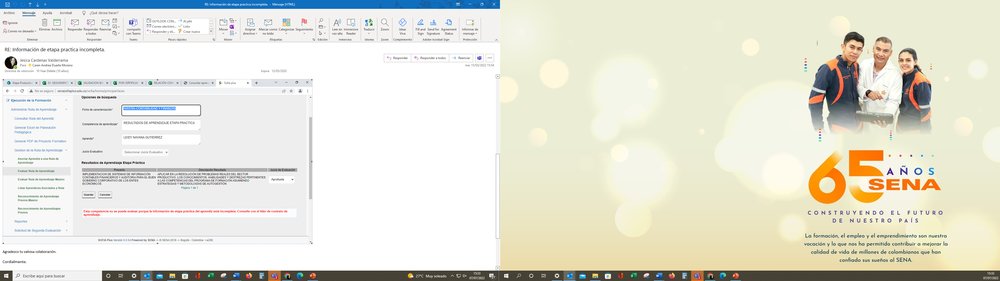 RE: Información de etapa practica incompleta. - Mensaje (HTML)
Archivo Mensaje Ayuda Acrobat ¿Qué desea hacer?
Ignorar
Correo no deseado
Eliminar Archivo
Eliminar
Responder Responder a todos Reenviar
Responder
compartir con Teams
Teams
OUTLOOK CON... Al jefe
Correo electróni... Listo
Responder y eli... Crear nuevo
Pasos rápidos
Mover
Mover
Asignar directiva Marcar como no leído Categorizar Seguimiento
Etiquetas
Edición
Leer en voz alta Immersive Reader
Inmersivo
Traducir
Idioma
Zoom
Zoom
Ideas Viva
Complemento
Fill and Sign Send for Signature Agreement Status
Adobe Acrobat Sign
Informar de mensaje
Protección
RE: Información de etapa practica incompleta.
Jesica Cardenas Valderrama
Para Caren Andrea Duarte Moreno
Directiva de retención 10 Year Delete (10 años) Expira 12/03/2032
Responder Responder a todos Reenviar
ma. 15/03/2022 15:54
Etapa Productiva 01. SEGUIMIENTO VALIDACION BAS POR CERTIFICAR RELACIÓN COM Consultar aprend Sofia plus
No es seguro senasofiaplus.edu.co/sofia/home/principal.faces
Ejecución de la Formación
Administrar Ruta de Aprendizaje
Consultar Ruta del Aprendiz
Generar Excel de Planeación
Pedagógica
Generar PDF de Proyecto Formativo
Gestion de la Ruta de Aprendizaje
Asociar Aprendiz a una Ruta de
Aprendizaje
Evaluar Ruta de Aprendizaje
Evaluar Ruta de Aprendizaje Masivo
Listar Aprendices Asociados a Ruta
Reconocimiento de Aprendizaje
Previos Masivo
Reconocimiento de Aprendizajes
Previos
Reportes
Solicitud de Segunda Evaluación
Opciones de búsqueda
Ficha de caracterización* 1693765-CONTABILIDAD Y FINANZAS
Competencia de aprendizaje* RESULTADOS DE APRENDIZAJE ETAPA PRACTICA
Aprendiz* LEIDY NAYANA GUTIERREZ
Juicio Evaluativo Seleccionar Juicio Evaluativo
Resultados de Aprendizaje Etapa Práctica
Proyecto Descripción Resultado Juicio de Evaluación
IMPLEMENTACION DE SISTEMAS DE INFORMACIÓN
CONTABLES FINANCIEROS Y AUDITORIA PARA EL BUEN
GOBIERNO CORPORATIVO DE LOS ENTES
ECONÓMICOS.
APLICAR EN LA RESOLUCIÓN DE PROBLEMAS REALES DEL SECTOR
PRODUCTIVO, LOS CONOCIMIENTOS, HABILIDADES Y DESTREZAS PERTINENTES
A LAS COMPETENCIAS DEL PROGRAMA DE FORMACIÓN ASUMIENDO
ESTRATEGIAS Y METODOLOGÍAS DE AUTOGESTIÓN
Aprobada
Página 1 de 1
Guardar Cancelar
Esta competencia no se puede evaluar porque la información de etapa práctica del aprendiz está incompleta. Consulte con el líder de contrato de
aprendizaje.
SOFIA Plus Versión 9.0.54 Powered by SENA -•- © SENA 2018 -•- Bogotá - Colombia- •-a206;
Agradezco tu valiosa colaboración.
Cordialmente.
Escribe aquí para buscar
27°C Muy soleado
15:33
07/07/2022
27
65 AÑOS
SENA
CONSTRUYENDO EL FUTURO
DE NUESTRO PAÍS
La formación, el empleo y el emprendimiento son nuestra
vocación y lo que nos ha permitido contribuir a mejorar la
calidad de vida de millones de colombianos que han
confiado sus sueños al SENA.
15:33
07/07/2022